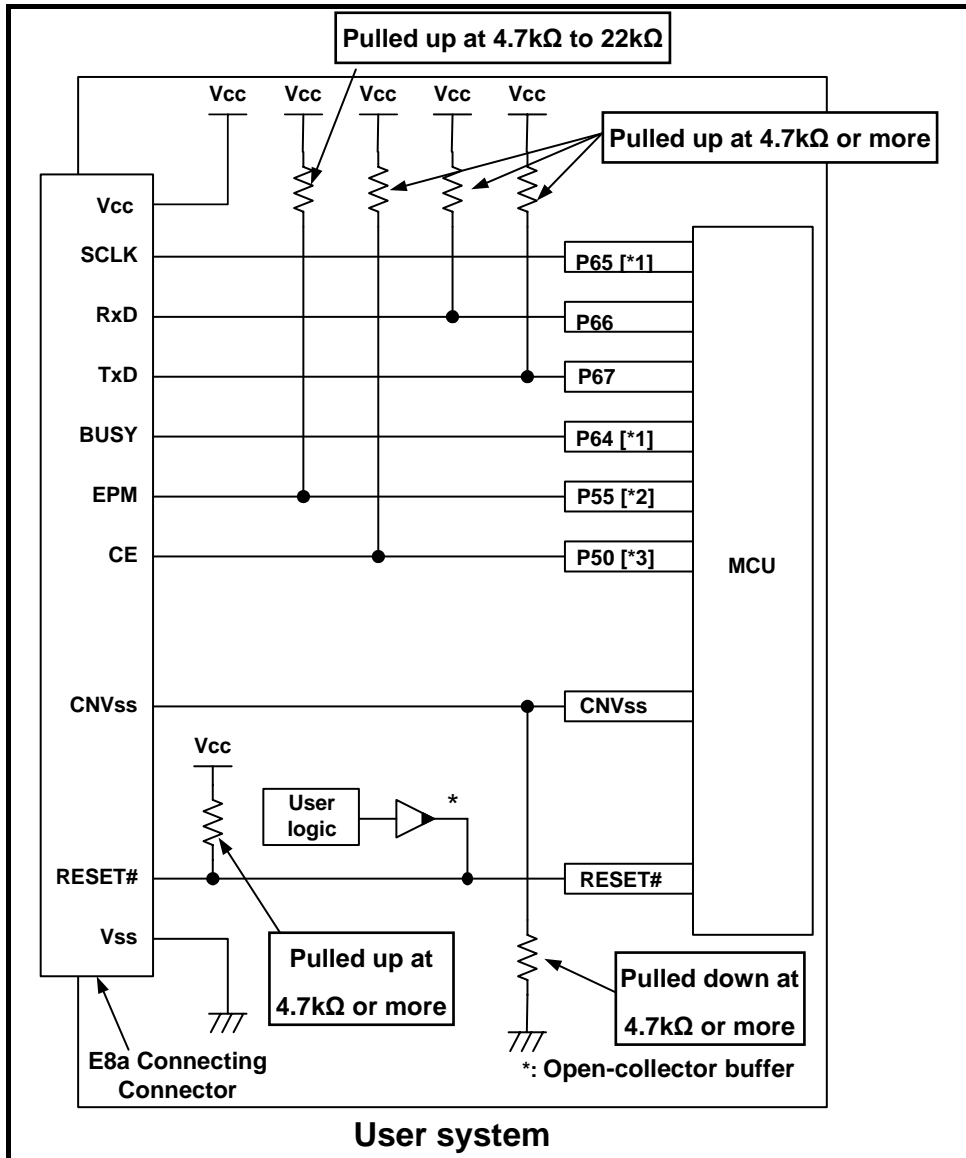 Pulled up at 4.7kΩ to 22kΩ
Vcc Vcc Vcc Vcc Vcc
Pulled up at 4.7kΩ or more
Vcc
SCLK
P65 [*1]
RxD
P66
TxD
P67
BUSY
P64 [*1]
EPM
P55 [*2]
CE
P50 [*3]
MCU
CNVss
CNVss
Vcc
User
logic
*
RESET#
RESET#
Vss
Pulled up at
4.7kΩ or more
Pulled down at
4.7kΩ or more
E8a Connecting
Connector
*: Open-collector buffer
User system